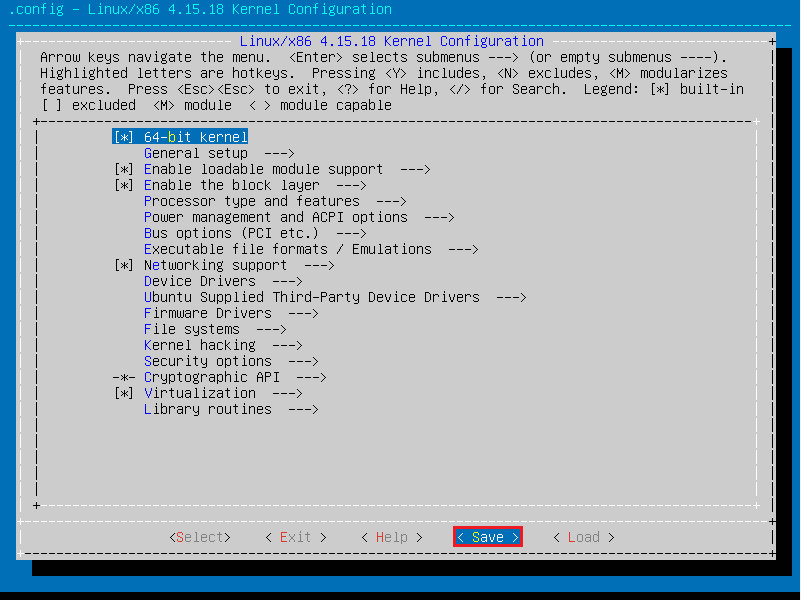 .config - Linux/x86 4.15.18 Kernel Configuration
Linux/x86 4.15.18 Kernel Configuration
Arrow keys navigate the menu.  <Enter> selects submenus ---> (or empty submenus ----).
Highlighted letters are hotkeys.  Pressing <Y> includes, <N> excludes, <M> modularizes
features.  Press <Esc><Esc> to exit, <?> for Help, </> for Search.  Legend: [*] built-in
[ ] excluded  <M> module  < > module capable
[*] 64-bit kernel
General setup  --->
[*] Enable loadable module support  --->
[*] Enable the block layer  --->
Processor type and features  --->
Power management and ACPI options  --->
Bus options (PCI etc.)  --->
Executable file formats / Emulations  --->
[*] Networking support  --->
Device Drivers  --->
Ubuntu Supplied Third-Party Device Drivers  --->
Firmware Drivers  --->
File systems  --->
Kernel hacking  --->
Security options  --->
-*- Cryptographic API  --->
[*] Virtualization  --->
Library routines  --->
<Select>    < Exit >    < Help >    < Save >    < Load >